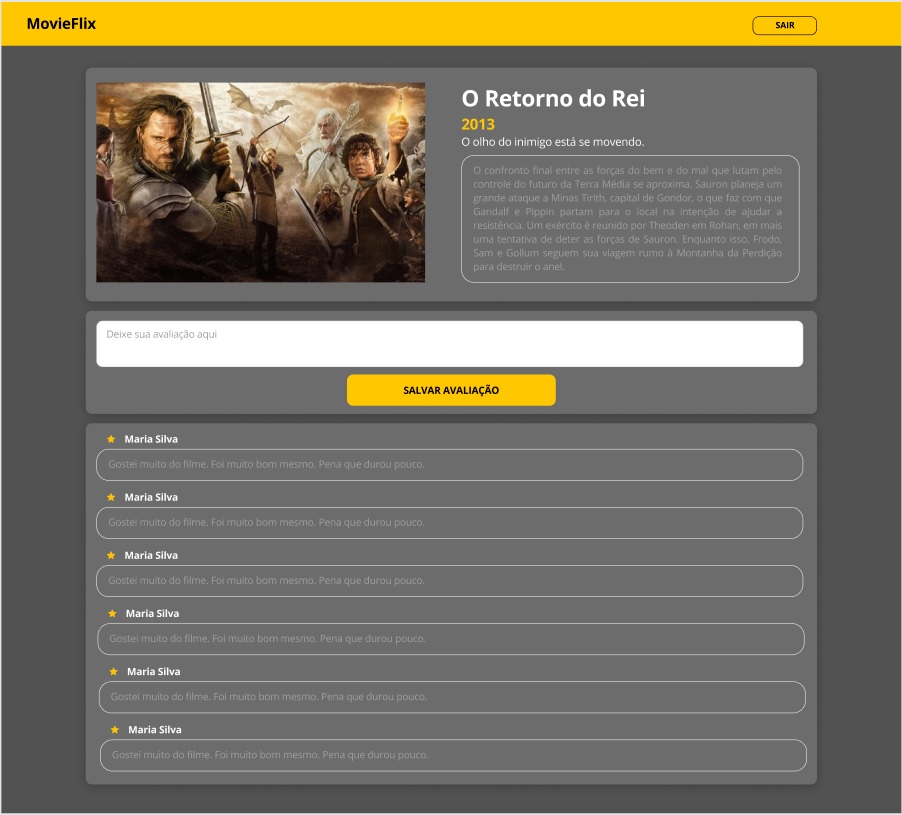 MovieFlix
SAIR
O Retorno do Rei
2013
O olho do inimigo está se movendo.
O confronto final entre as forças do bem e do mal que lutam pelo
controle do futuro da Terra Média se aproxima. Sauron planeja um
grande ataque a Minas Tirith, capital de Gondor, o que faz com que
Gandalf e Pippin partam para o local na intenção de ajudar a
resistência. Um exército é reunido por Theoden em Rohan, em mais
uma tentativa de deter as forças de Sauron. Enquanto isso, Frodo,
Sam e Gollum seguem sua viagem rumo à Montanha da Perdição
para destruir o anel.
Deixe sua avaliação aqui
SALVAR AVALIAÇÃO
Maria Silva
Gostei muito do filme. Foi muito bom mesmo. Pena que durou pouco.
Maria Silva
Gostei muito do filme. Foi muito bom mesmo. Pena que durou pouco.
Maria Silva
Gostei muito do filme. Foi muito bom mesmo. Pena que durou pouco.
Maria Silva
Gostei muito do filme. Foi muito bom mesmo. Pena que durou pouco.
Maria Silva
Gostei muito do filme. Foi muito bom mesmo. Pena que durou pouco.
Maria Silva
Gostei muito do filme. Foi muito bom mesmo. Pena que durou pouco.